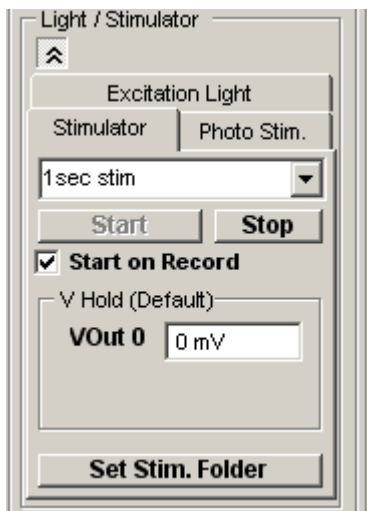 Light / Stimulator
Excitation Light
Stimulator Photo Stim.
1sec stim
Start Stop
Start on Record
V Hold (Default)
VOut 0 0 mV
Set Stim. Folder